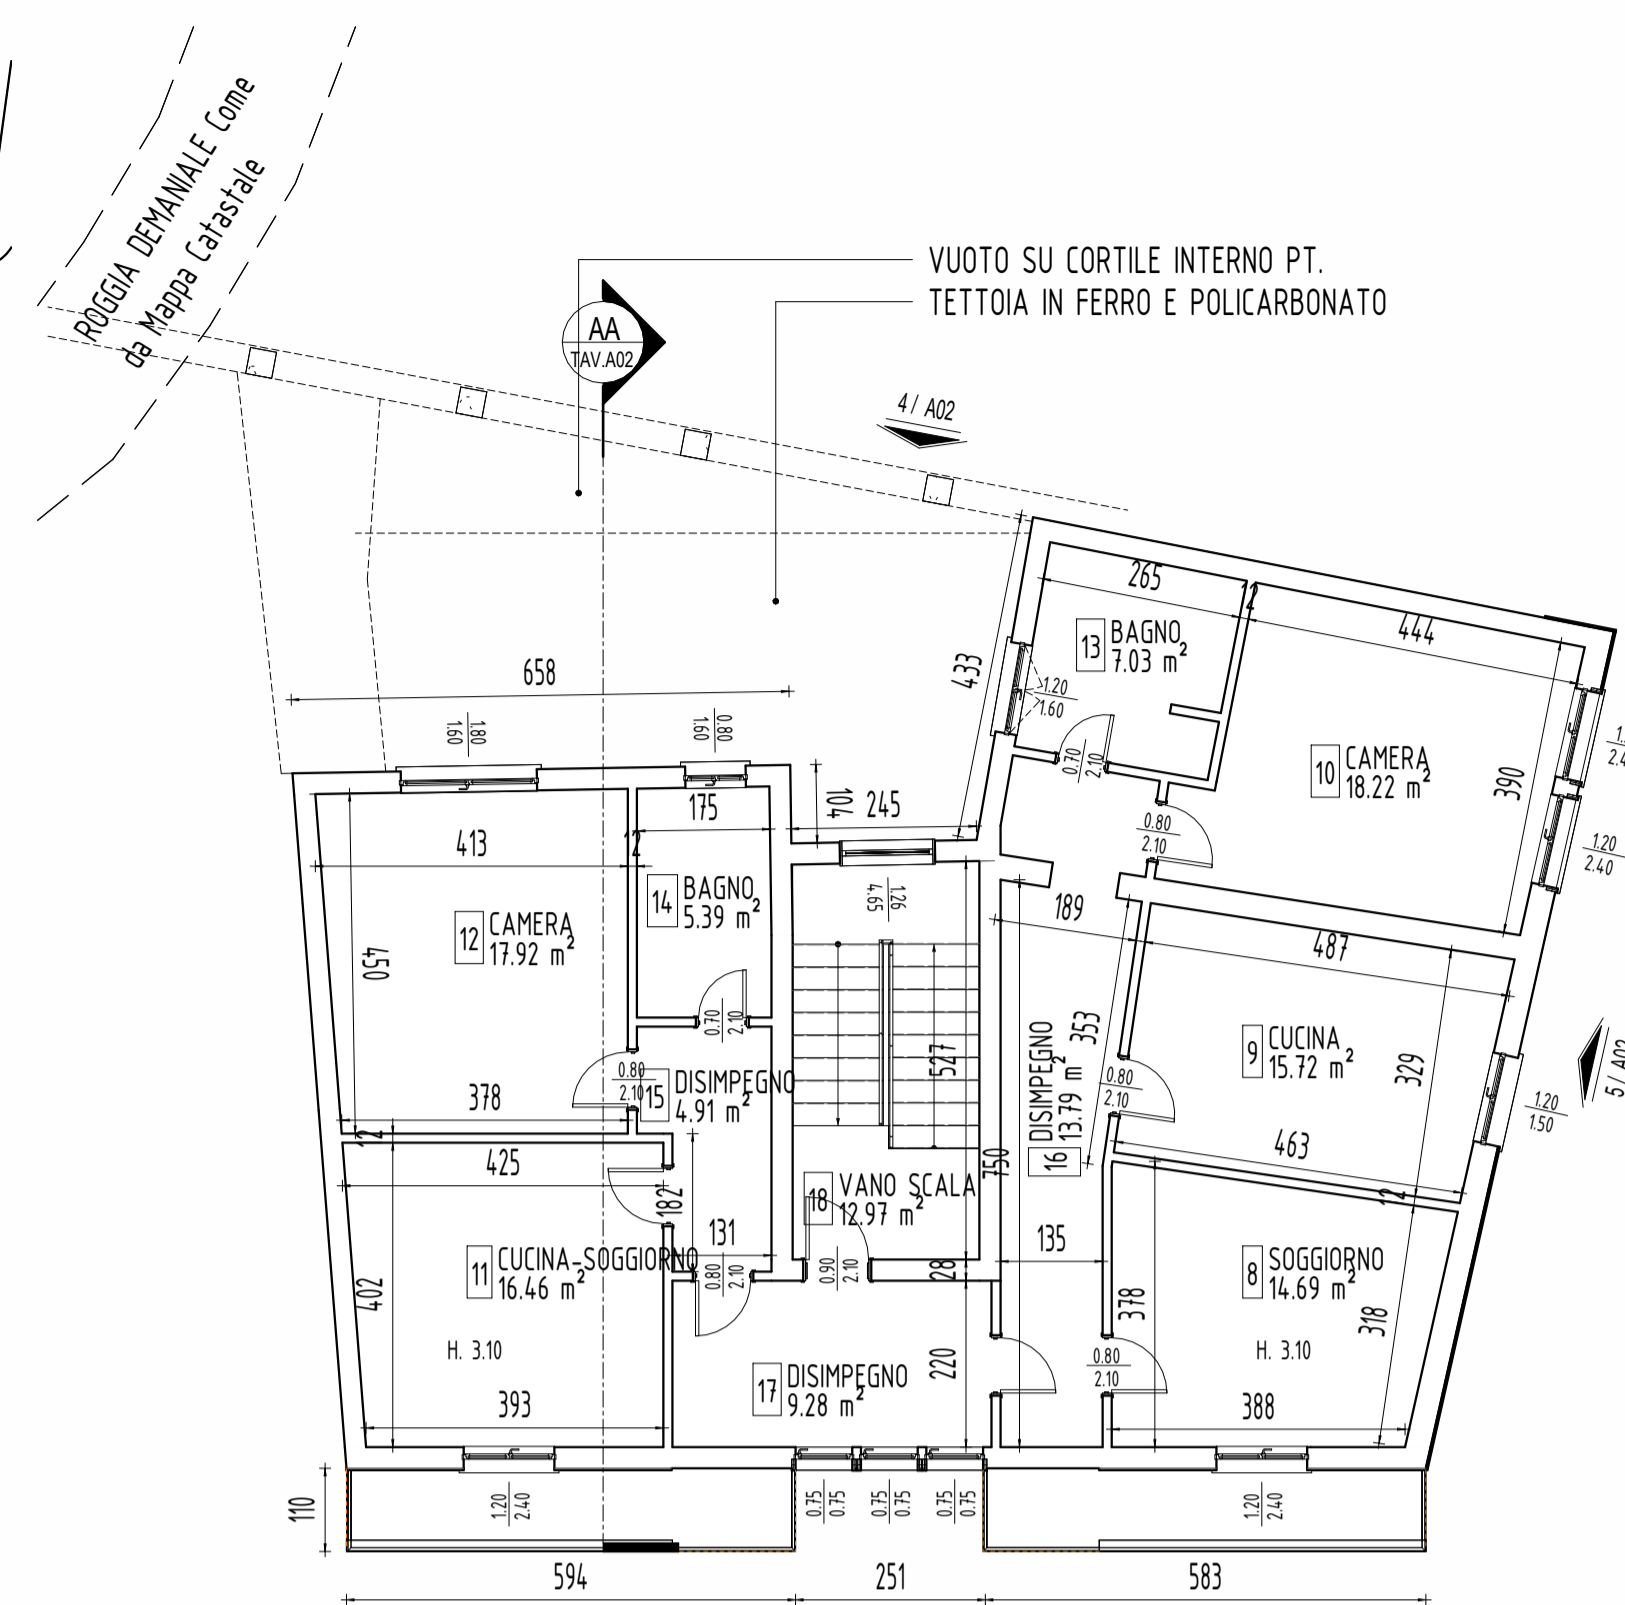 ROGGIA DEMANIALE Come
da Mappa Catastale
VUOTO SU CORTILE INTERNO PT.
TETTOIA IN FERRO E POLICARBONATO
AA
TAV.A02
4/ A02
658
433
265
12
444
13 BAGNO
7.03 m²
1.20
1.60
0.70
2.10
10 CAMERA
18.22 m²
390
0.80
2.10
1.20
2.40
1.80
1.60
0.80
1.60
104
245
175
413
12
14 BAGNO
5.39 m²
1.26
4.65
12 CAMERA
17.92 m²
450
189
487
353
9 CUCINA
15.72 m²
329
0.70
2.10
527
0.80
2.10
15 DISIMPEGNO
4.91 m²
378
12
0.80
2.10
16 DISIMPEGNO
13.79 m²
463
1.20
1.50
5/ A02
425
182
750
18 VANO SCALA
12.97 m²
12
131
135
11 CUCINA-SOGGIORNO
16.46 m²
402
0.80
2.10
0.90
2.10
28
378
8 SOGGIORNO
14.69 m²
318
H. 3.10
H. 3.10
220
0.80
2.10
17 DISIMPEGNO
9.28 m²
393
388
110
1.20
2.40
0.75
0.75
0.75
0.75
0.75
0.75
1.20
2.40
594
251
583